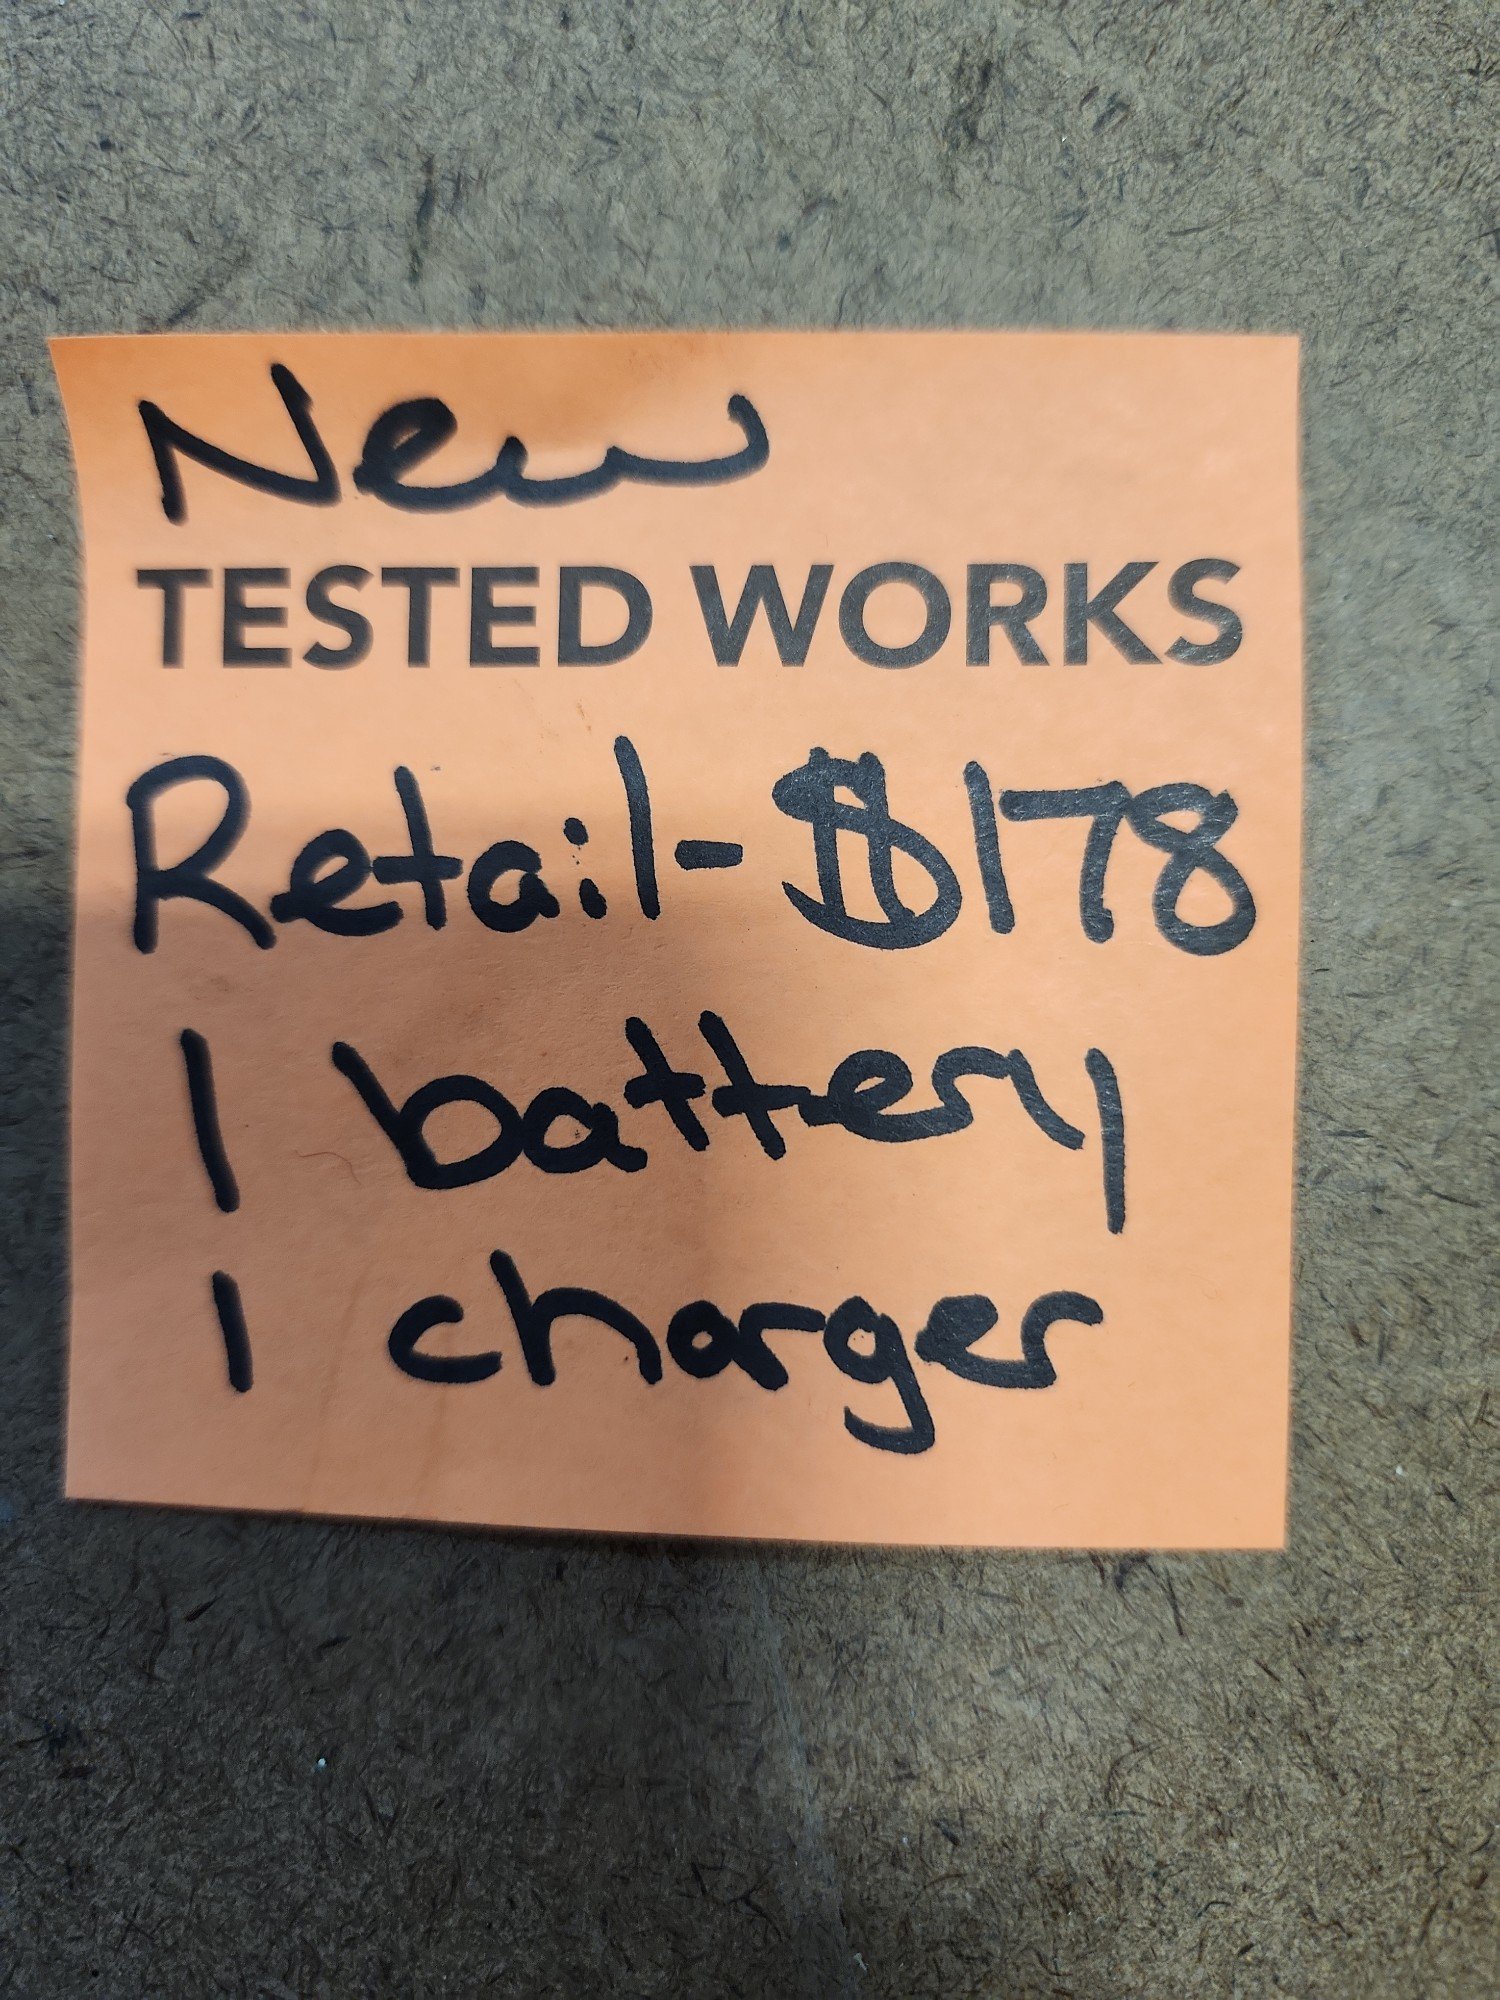 New
TESTED WORKS
Retail-$178
1 battery
1 charger